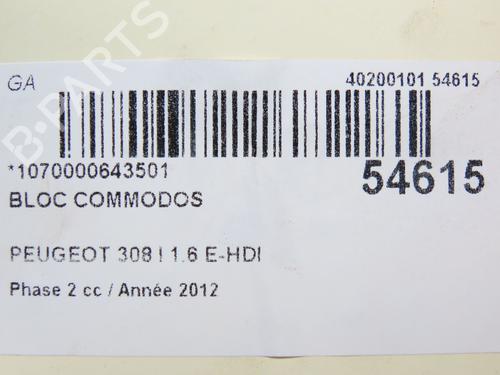 GA
40200101 54615
*1070000643501
54615
BLOC COMMODOS
PEUGEOT 308 I 1.6 E-HDI
Phase 2 cc / Année 2012
B-PARTS